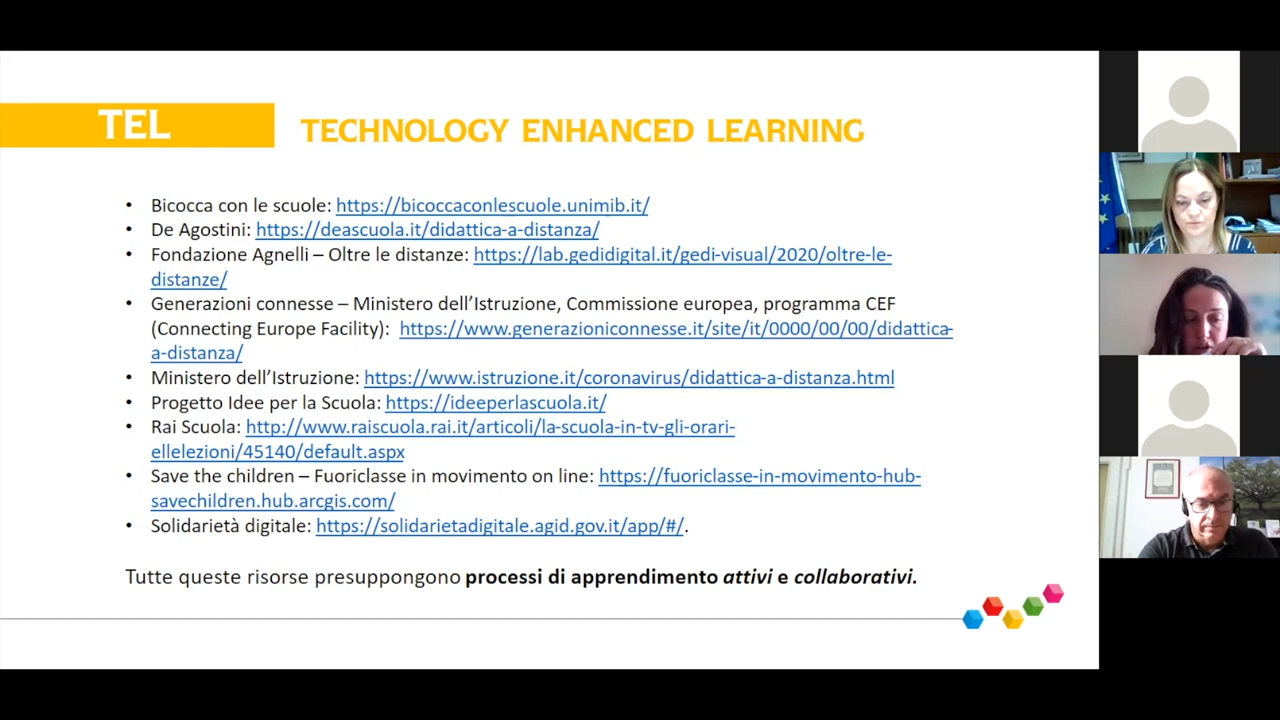 TEL
TECHNOLOGY ENHANCED LEARNING
• Bicocca con le scuole: https://bicoccaconlescuole.unimib.it/
• De Agostini: https://deascuola.it/didattica-a-distanza/
• Fondazione Agnelli – Oltre le distanze: https://lab.gedidigital.it/gedi-visual/2020/oltre-le-
distanze/
• Generazioni connesse – Ministero dell’Istruzione, Commissione europea, programma CEF
(Connecting Europe Facility): https://www.generazioniconnesse.it/site/it/0000/00/00/didattica-
a-distanza/
• Ministero dell’Istruzione: https://www.istruzione.it/coronavirus/didattica-a-distanza.html
• Progetto Idee per la Scuola: https://ideeperlascuola.it/
• Rai Scuola: http://www.raiscuola.rai.it/articoli/la-scuola-in-tv-gli-orari-
ellelezioni/45140/default.aspx
• Save the children – Fuoriclasse in movimento on line: https://fuoriclasse-in-movimento-hub-
savechildren.hub.arcgis.com/
• Solidarietà digitale: https://solidarietadigitale.agid.gov.it/app/#/.
Tutte queste risorse presuppongono processi di apprendimento attivi e collaborativi.